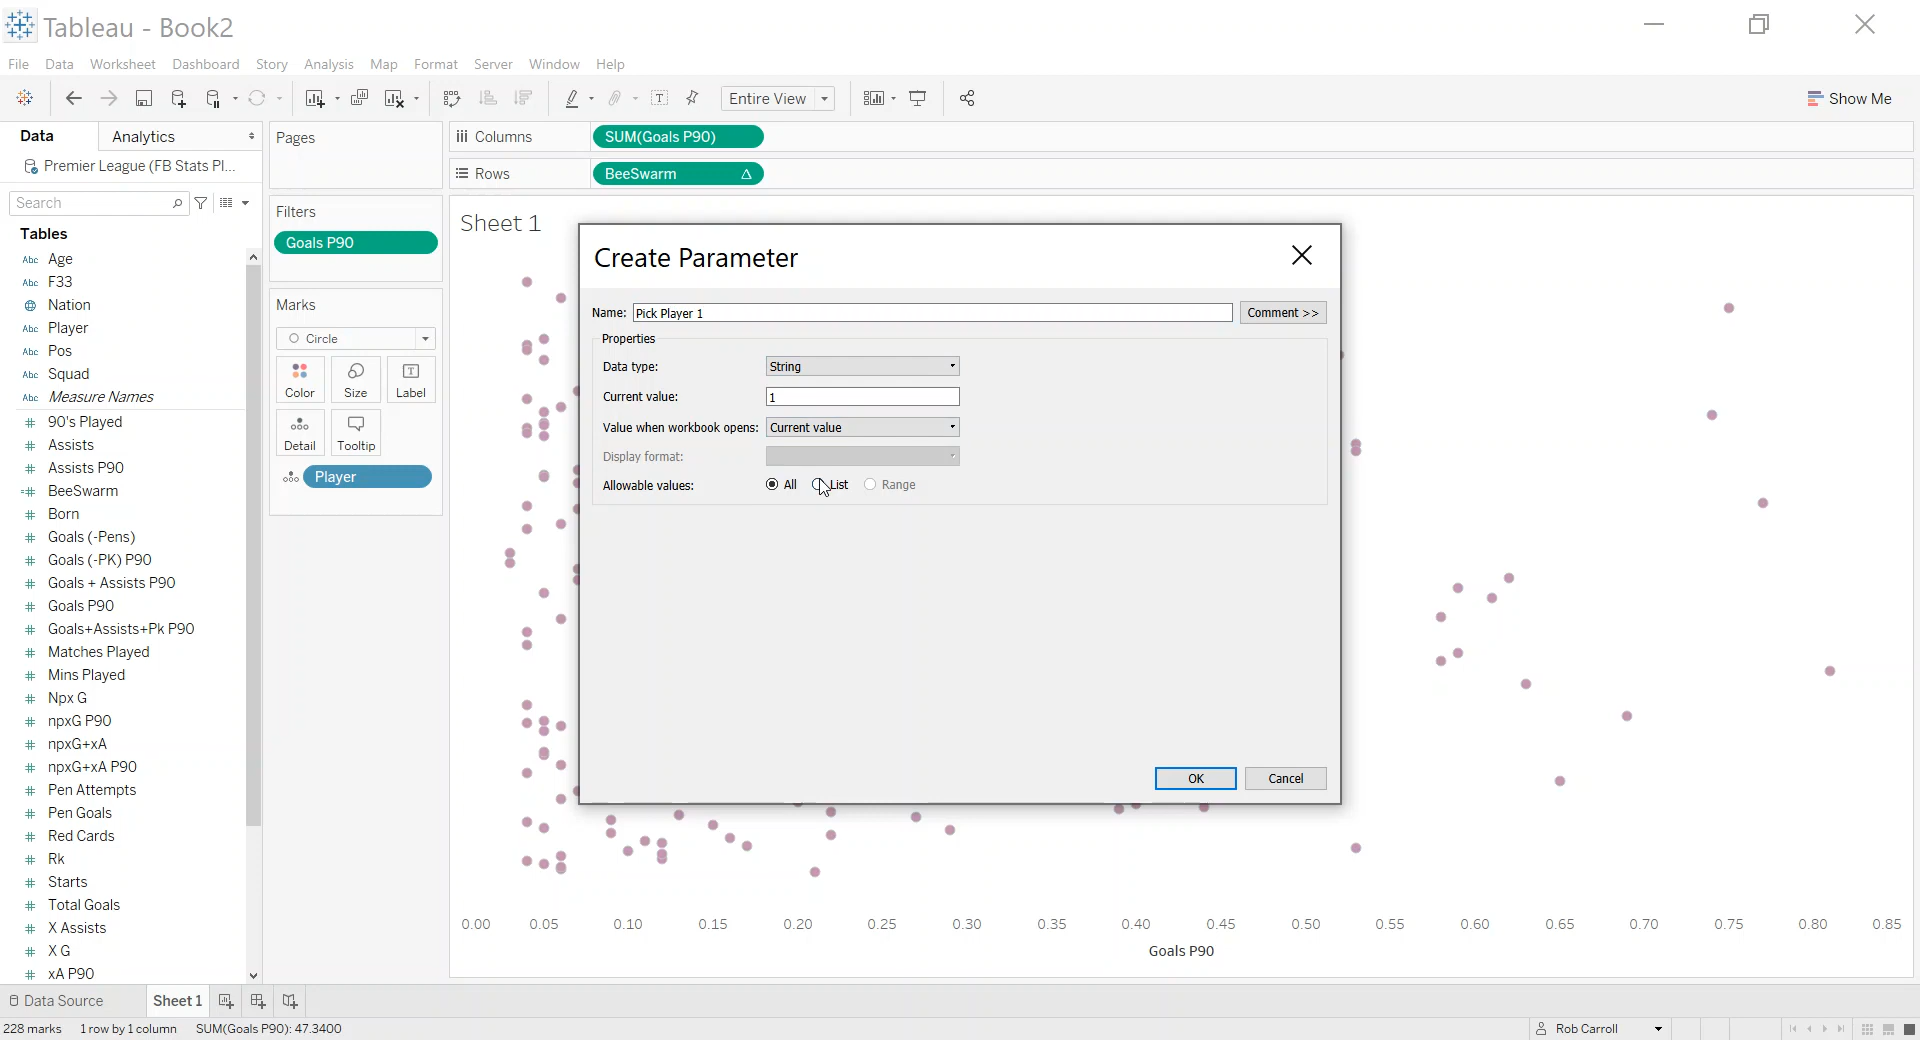 Tableau - Book2
File Data Worksheet Dashboard Story Analysis Map Format Server Window Help
Entire View
Show Me
Data
Analytics
Premier League (FB Stats Pl...
Search
Tables
Abc Age
Abc F33
Nation
Abc Player
Abc Pos
Abc Squad
Abc Measure Names
# 90's Played
# Assists
# Assists P90
=# BeeSwarm
# Born
# Goals (-Pens)
# Goals (-PK) P90
# Goals + Assists P90
# Goals P90
# Goals+Assists+Pk P90
# Matches Played
# Mins Played
# Npx G
# npxG P90
# npxG+xA
# npxG+xA P90
# Pen Attempts
# Pen Goals
# Red Cards
# Rk
# Starts
# Total Goals
# X Assists
# X G
# xA P90
Pages
Filters
Goals P90
Marks
Circle
Color Size Label
Detail Tooltip
Player
Columns SUM(Goals P90)
Rows BeeSwarm Δ
Sheet 1
Create Parameter
Name: Pick Player 1 Comment >>
Properties
Data type: String
Current value: 1
Value when workbook opens: Current value
Display format:
Allowable values: All List Range
OK Cancel
0.00 0.05 0.10 0.15 0.20 0.25 0.30 0.35 0.40 0.45 0.50 0.55 0.60 0.65 0.70 0.75 0.80 0.85
Goals P90
Data Source Sheet 1
228 marks 1 row by 1 column SUM(Goals P90): 47.3400
Rob Carroll